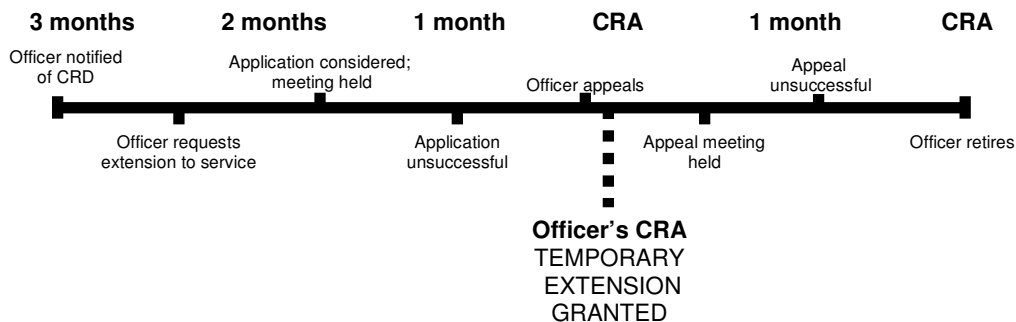 3 months 2 months 1 month CRA 1 month CRA
Officer notified
of CRD
Application considered;
meeting held
Officer appeals
Appeal
unsuccessful
Officer requests
extension to service
Application
unsuccessful
Appeal meeting
held
Officer retires
Officer's CRA
TEMPORARY
EXTENSION
GRANTED